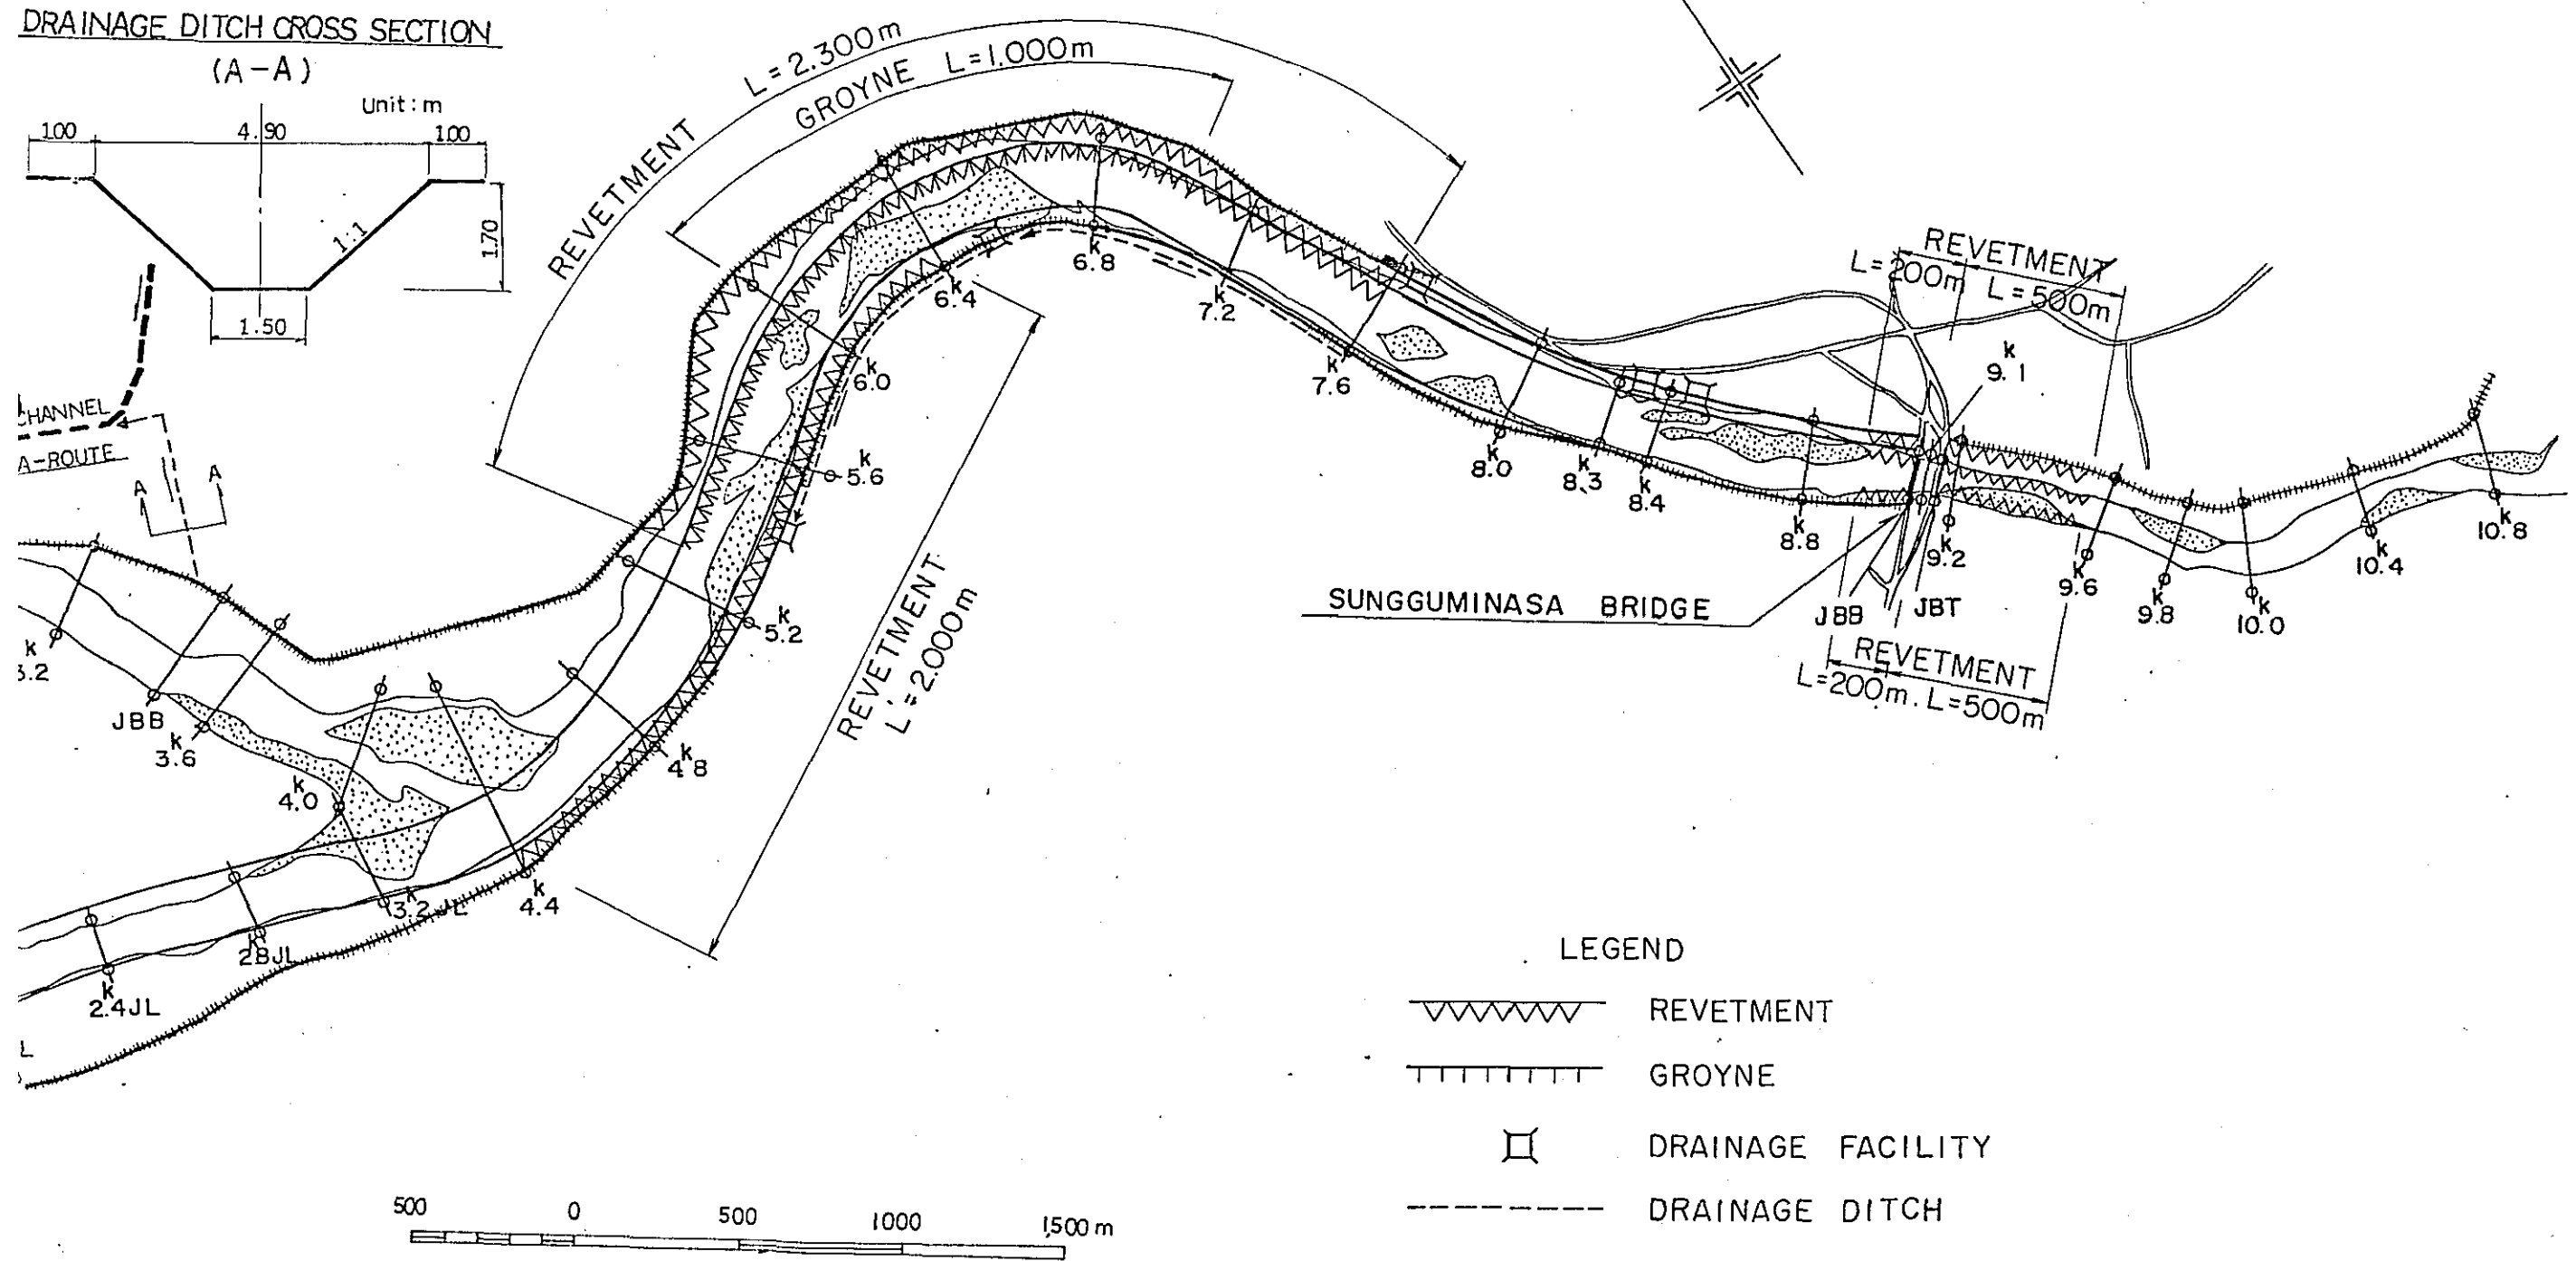 DRAINAGE DITCH CROSS SECTION
(A-A)
Unit: m
1.00
4.90
1.00
1:1
1.70
1.50
CHANNEL
A-ROUTE
A
A
REVETMENT L=2.300m
GROYNE L=1.000m
REVETMENT
L=2.000m
REVETMENT
L=200m
L=500m
k
9.1
k
3.2
JBB
k
3.6
k
4.0
k
4.4
k
4.8
k
5.2
k
5.6
k
6.0
k
6.4
k
6.8
k
7.2
k
7.6
k
8.0
k
8.3
k
8.4
k
8.8
k
9.2
k
9.6
k
9.8
k
10.0
k
10.4
k
10.8
k
3.2 JL
k
2.8JL
k
2.4JL
L
SUNGGUMINASA BRIDGE
JBB
JBT
REVETMENT
L=200m. L=500m
LEGEND
REVETMENT
GROYNE
DRAINAGE FACILITY
DRAINAGE DITCH
500 0 500 1000 1,500 m